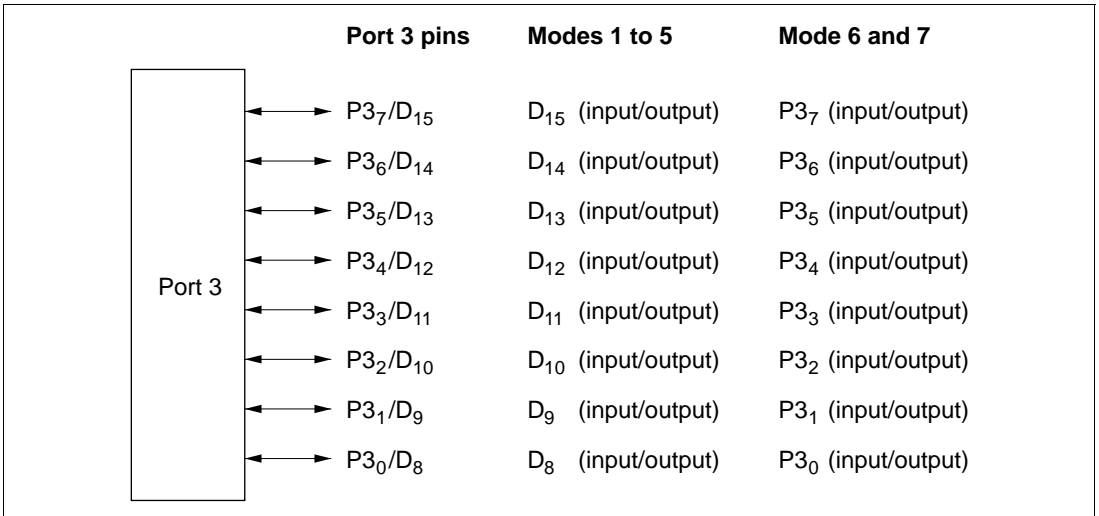 Port 3 pins Modes 1 to 5 Mode 6 and 7
P3₇/D₁₅ D₁₅ (input/output) P3₇ (input/output)
P3₆/D₁₄ D₁₄ (input/output) P3₆ (input/output)
P3₅/D₁₃ D₁₃ (input/output) P3₅ (input/output)
P3₄/D₁₂ D₁₂ (input/output) P3₄ (input/output)
Port 3
P3₃/D₁₁ D₁₁ (input/output) P3₃ (input/output)
P3₂/D₁₀ D₁₀ (input/output) P3₂ (input/output)
P3₁/D₉ D₉ (input/output) P3₁ (input/output)
P3₀/D₈ D₈ (input/output) P3₀ (input/output)